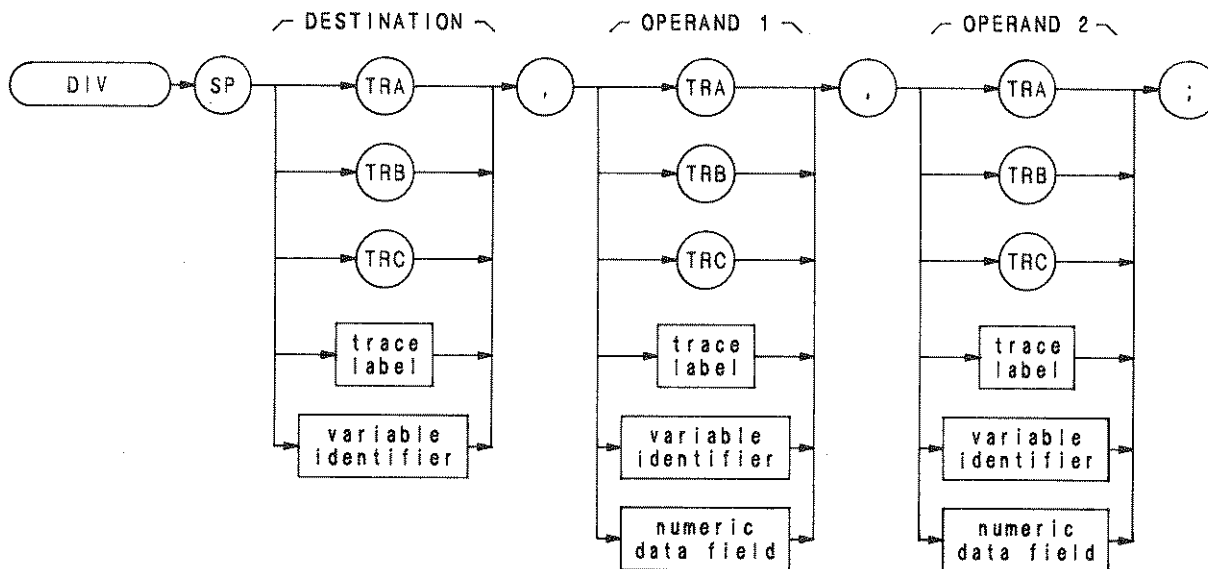 DESTINATION OPERAND 1 OPERAND 2
DIV SP TRA , TRA , TRA ;
TRB TRB TRB
TRC TRC TRC
trace trace trace
label label label
variable variable variable
identifier identifier identifier
numeric numeric
data field data field